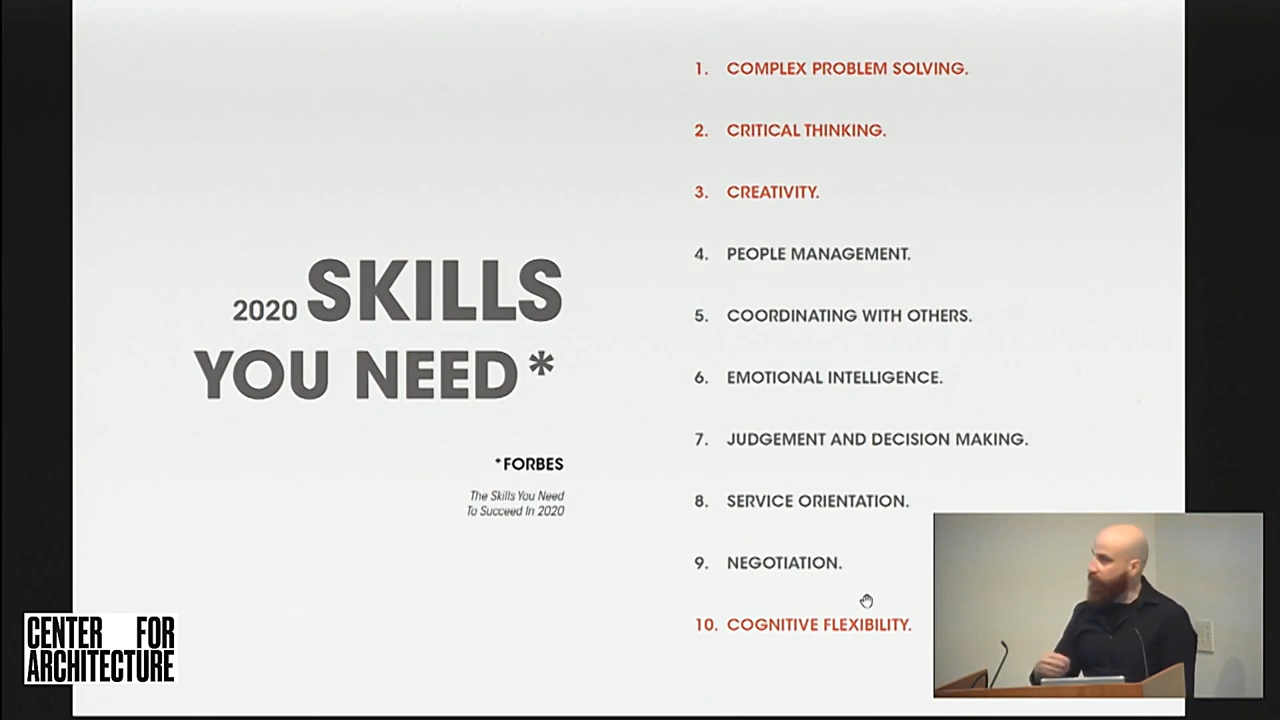 2020 SKILLS
YOU NEED*
*FORBES
The Skills You Need
To Succeed In 2020
1. COMPLEX PROBLEM SOLVING.
2. CRITICAL THINKING.
3. CREATIVITY.
4. PEOPLE MANAGEMENT.
5. COORDINATING WITH OTHERS.
6. EMOTIONAL INTELLIGENCE.
7. JUDGEMENT AND DECISION MAKING.
8. SERVICE ORIENTATION.
9. NEGOTIATION.
10. COGNITIVE FLEXIBILITY.
CENTER FOR
ARCHITECTURE